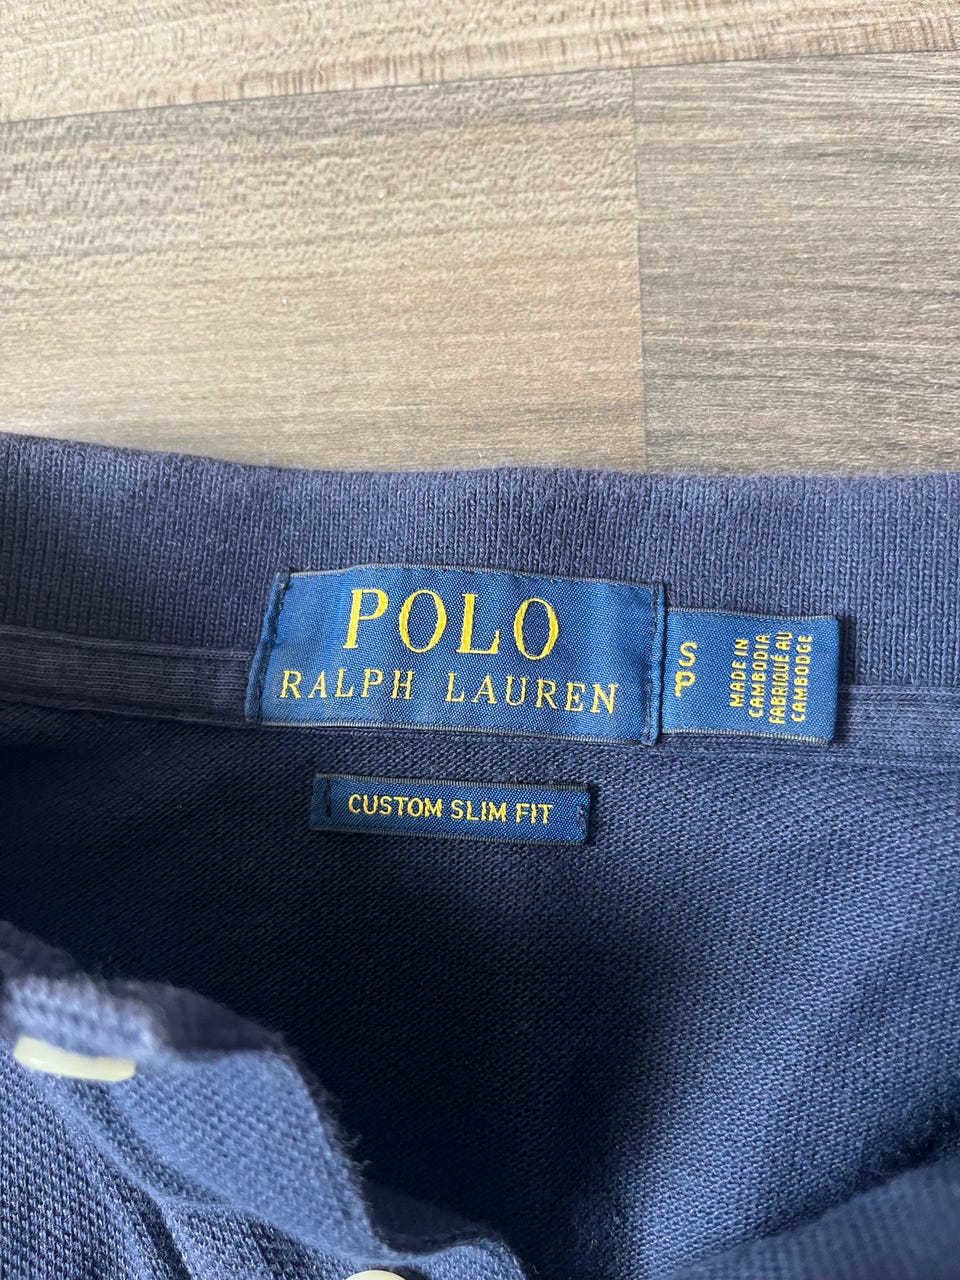 POLO
RALPH LAUREN
S
P
MADE IN
CAMBODIA
FABRIQUÉ AU
CAMBODGE
CUSTOM SLIM FIT